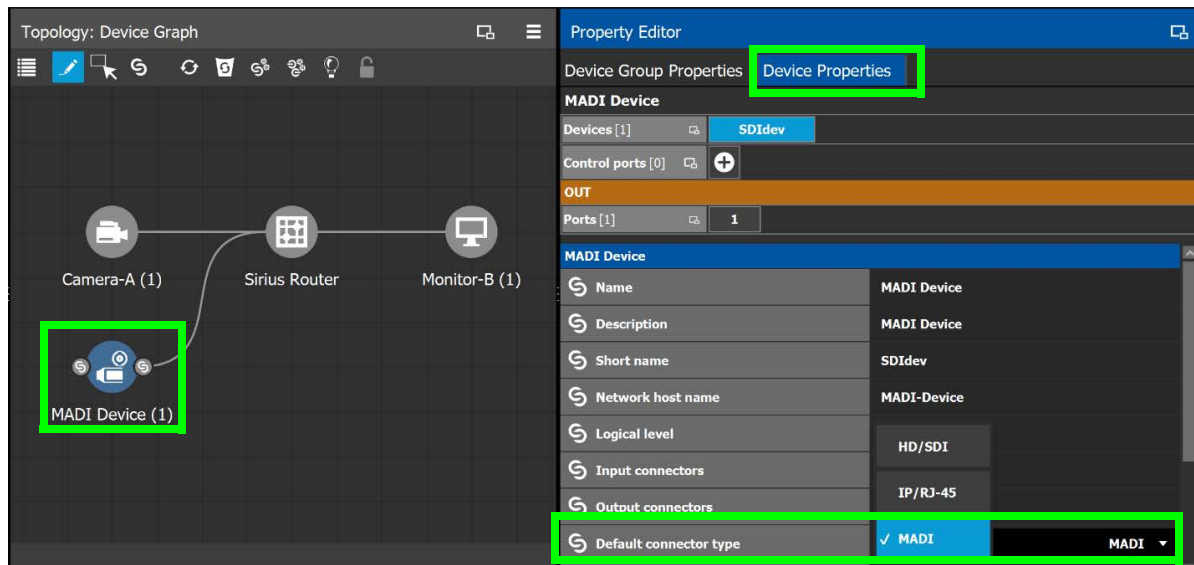 Topology: Device Graph
Camera-A (1)
Sirius Router
Monitor-B (1)
MADI Device (1)
Property Editor
Device Group Properties
Device Properties
MADI Device
Devices [1]
SDIdev
Control ports [0]
OUT
Ports [1]
1
MADI Device
Name
MADI Device
Description
MADI Device
Short name
SDIdev
Network host name
MADI-Device
Logical level
HD/SDI
Input connectors
IP/RJ-45
Output connectors
Default connector type
✓ MADI
MADI